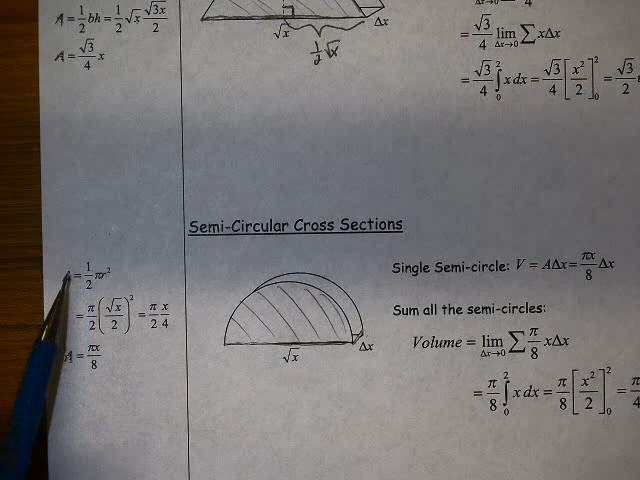 A = 1/2 bh = 1/2 √x √3x/2
A = √3/4 x
√x
Δx
1/2 √x
= √3/4 lim Δx→0 ∑ xΔx
= √3/4 ∫₀² x dx = √3/4 [x²/2]₀² = √3/2
Semi-Circular Cross Sections
A = 1/2 πr²
= π/2 (√x/2)² = π/2 x/4
A = πx/8
√x
Δx
Single Semi-circle: V = AΔx = πx/8 Δx
Sum all the semi-circles:
Volume = lim Δx→0 ∑ π/8 xΔx
= π/8 ∫₀² x dx = π/8 [x²/2]₀² = π/4